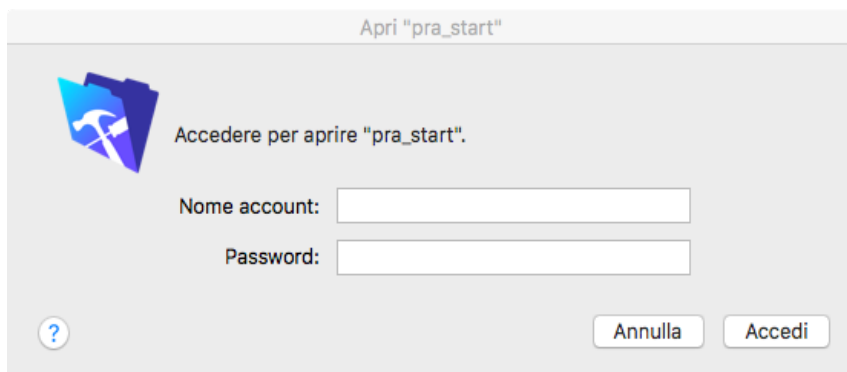 Apri "pra_start"
Accedere per aprire "pra_start".
Nome account:
Password:
?
Annulla
Accedi